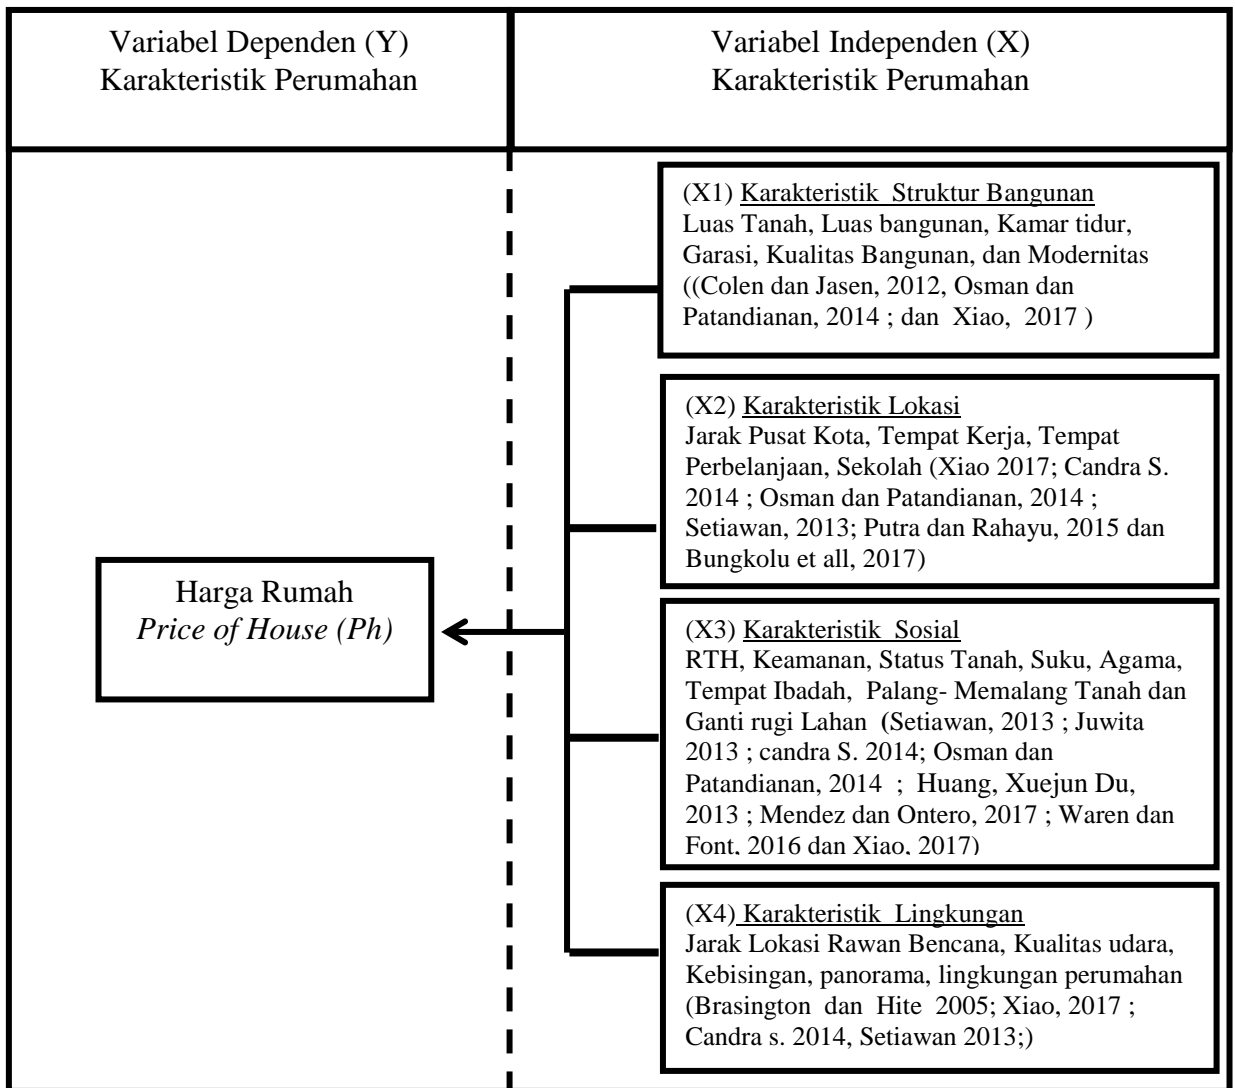 Variabel Dependen (Y)
Karakteristik Perumahan
Variabel Independen (X)
Karakteristik Perumahan
Harga Rumah
Price of House (Ph)
(X1) Karakteristik Struktur Bangunan
Luas Tanah, Luas bangunan, Kamar tidur,
Garasi, Kualitas Bangunan, dan Modernitas
((Colen dan Jasen, 2012, Osman dan
Patandianan, 2014 ; dan Xiao, 2017 )
(X2) Karakteristik Lokasi
Jarak Pusat Kota, Tempat Kerja, Tempat
Perbelanjaan, Sekolah (Xiao 2017; Candra S.
2014 ; Osman dan Patandianan, 2014 ;
Setiawan, 2013; Putra dan Rahayu, 2015 dan
Bungkolu et all, 2017)
(X3) Karakteristik Sosial
RTH, Keamanan, Status Tanah, Suku, Agama,
Tempat Ibadah, Palang- Memalang Tanah dan
Ganti rugi Lahan (Setiawan, 2013 ; Juwita
2013 ; candra S. 2014; Osman dan
Patandianan, 2014 ; Huang, Xuejun Du,
2013 ; Mendez dan Ontero, 2017 ; Waren dan
Font, 2016 dan Xiao, 2017)
(X4) Karakteristik Lingkungan
Jarak Lokasi Rawan Bencana, Kualitas udara,
Kebisingan, panorama, lingkungan perumahan
(Brasington dan Hite 2005; Xiao, 2017 ;
Candra s. 2014, Setiawan 2013;)